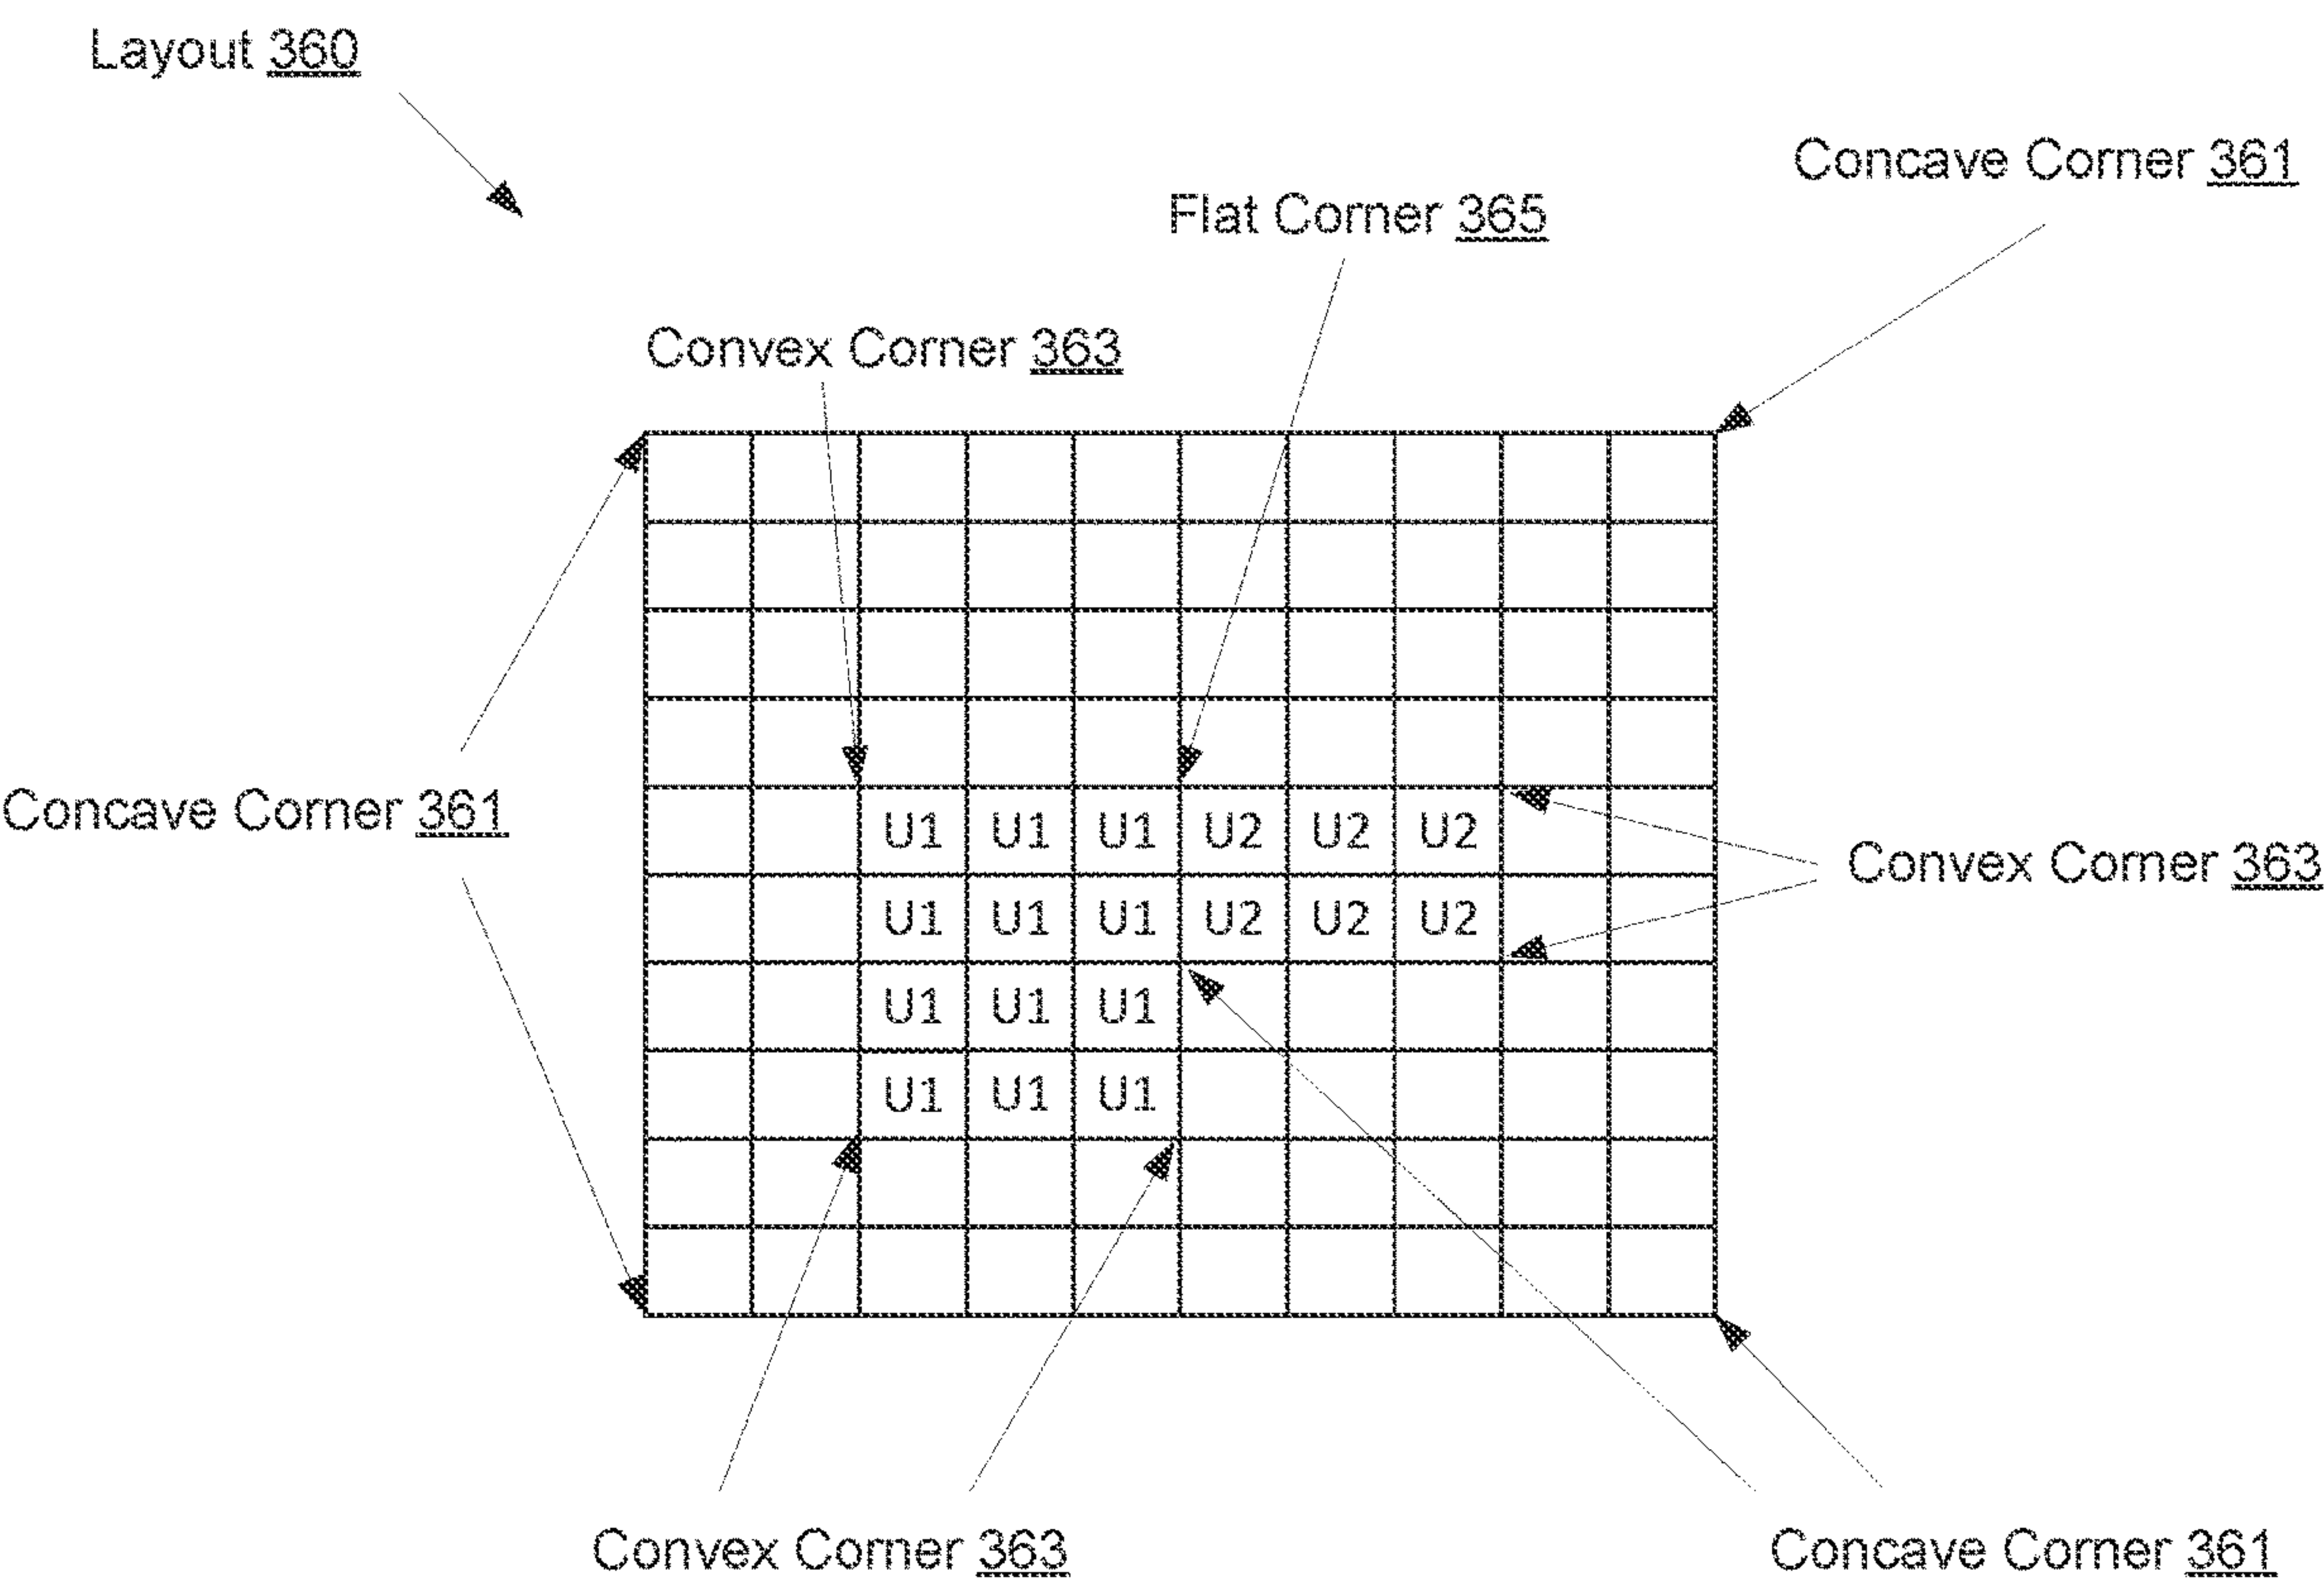 Layout 360
Concave Corner 361
Flat Corner 365
Convex Corner 363
Concave Corner 361
U1 U1 U1 U2 U2 U2
Convex Corner 363
U1 U1 U1 U2 U2 U2
U1 U1 U1
U1 U1 U1
Convex Corner 363
Concave Corner 361